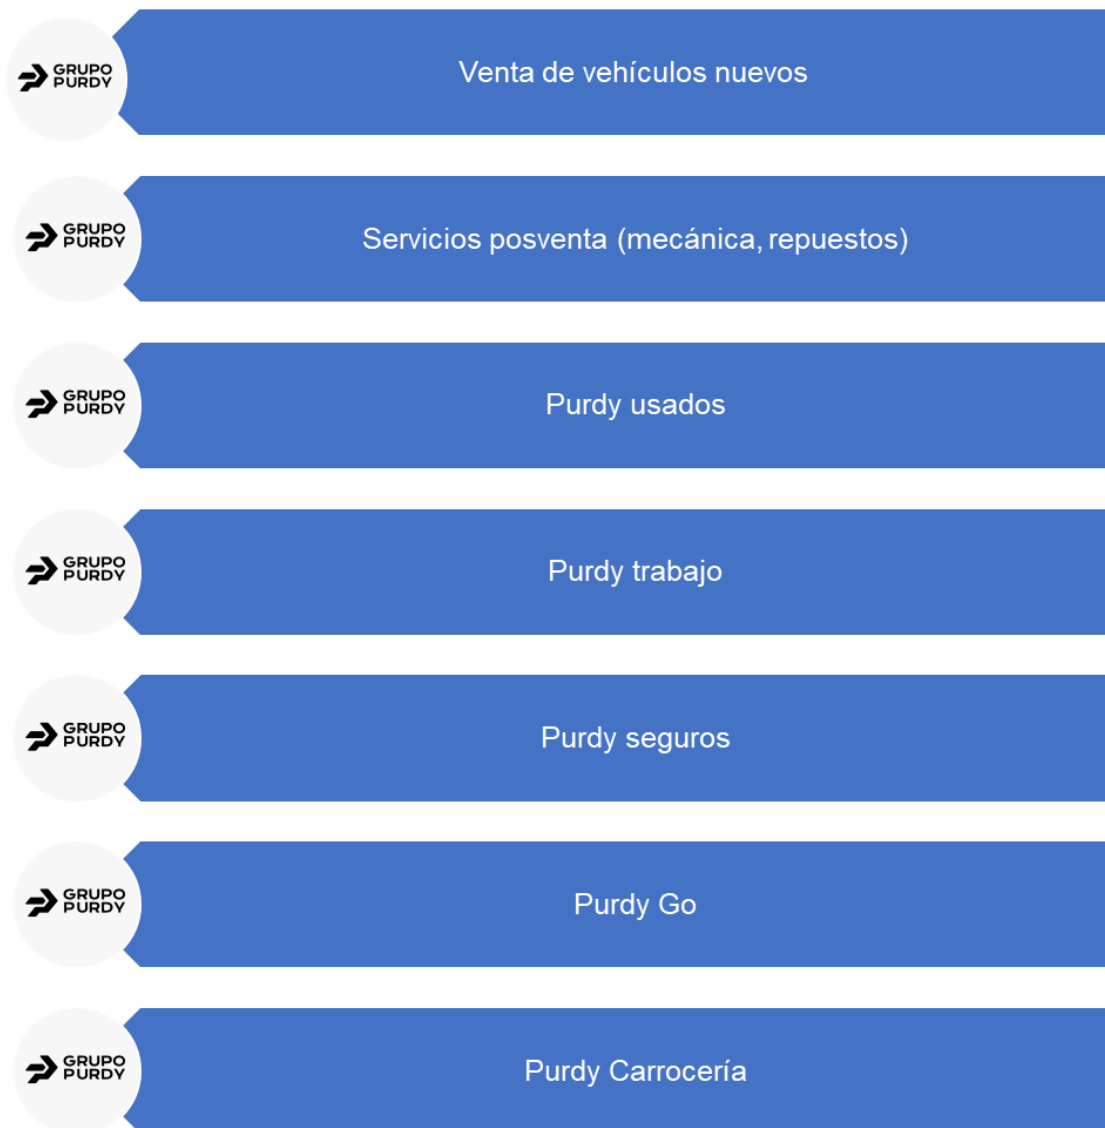 GRUPO
PURDY
Venta de vehículos nuevos
GRUPO
PURDY
Servicios posventa (mecánica, repuestos)
GRUPO
PURDY
Purdy usados
GRUPO
PURDY
Purdy trabajo
GRUPO
PURDY
Purdy seguros
GRUPO
PURDY
Purdy Go
GRUPO
PURDY
Purdy Carrocería